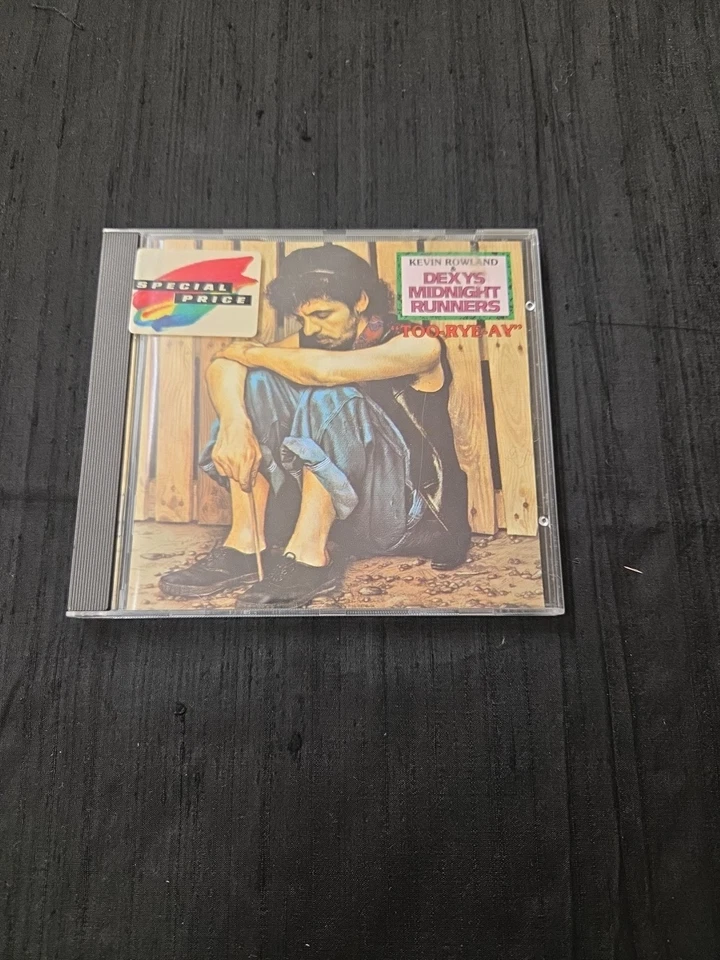 SPECIAL
PRICE
KEVIN ROWLAND
&
DEXYS
MIDNIGHT
RUNNERS
"TOO-RYE-AY"